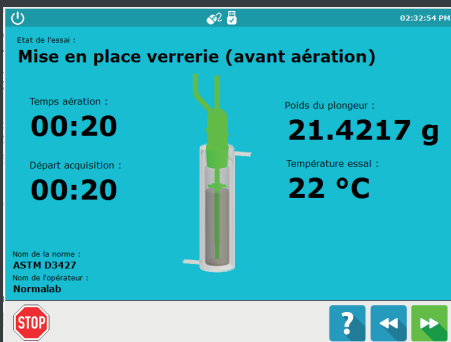 02:32:54 PM
Etat de l'essai :
Mise en place verrerie (avant aération)
Temps aération :
00:20
Poids du plongeur :
21.4217 g
Départ acquisition :
00:20
Température essai :
22 °C
Nom de la norme :
ASTM D3427
Nom de l'opérateur :
Normalab
STOP
?